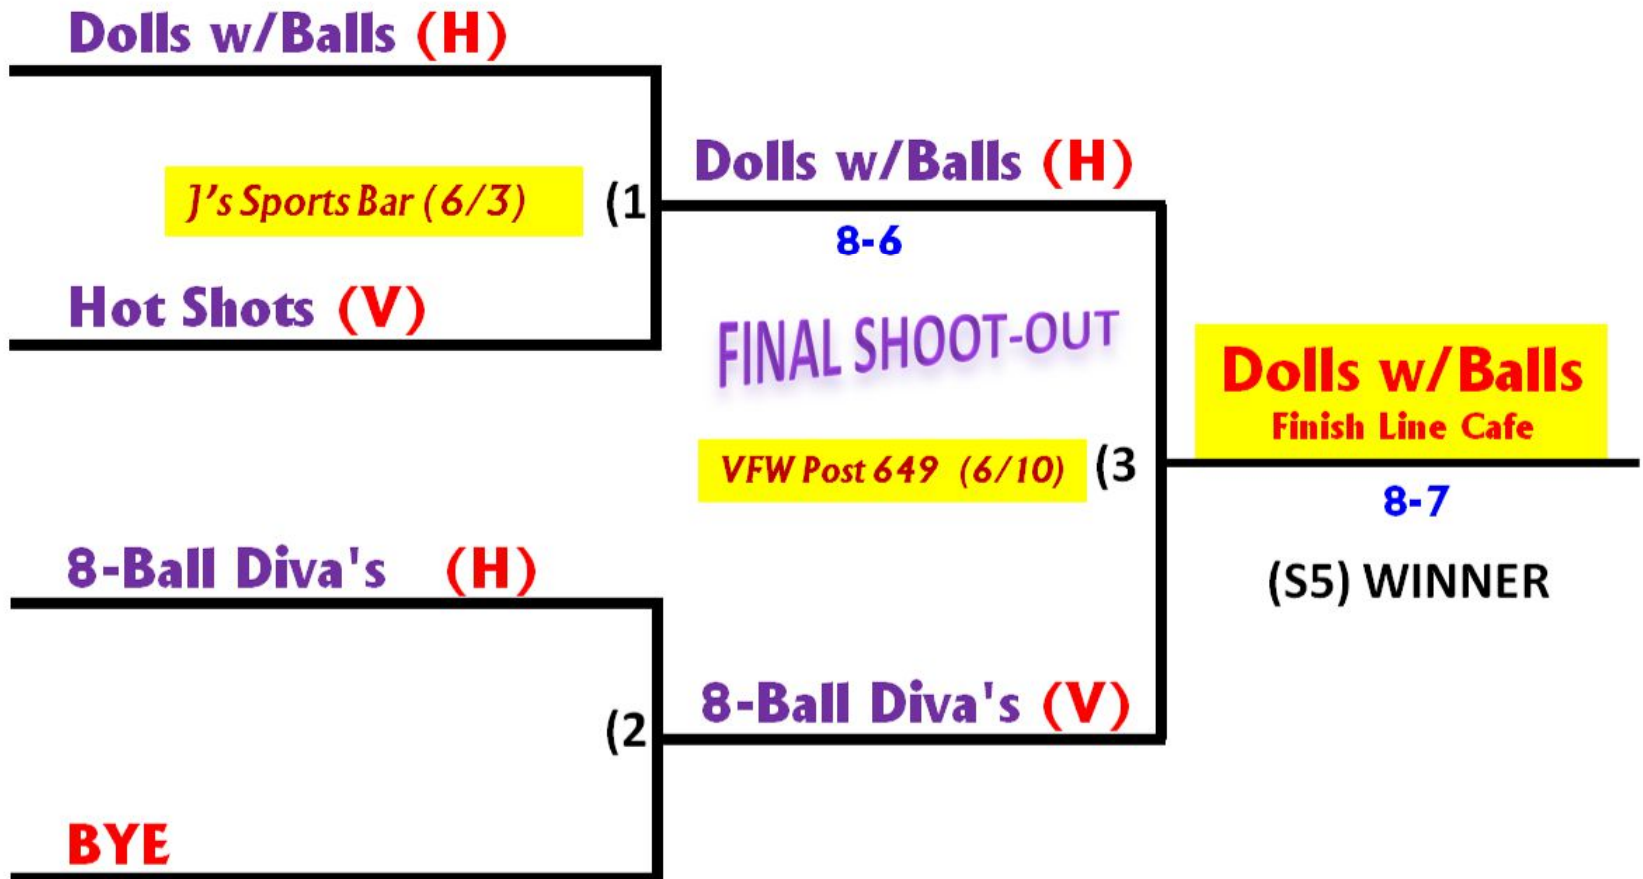 Dolls w/Balls (H)
J's Sports Bar (6/3)
(1
Hot Shots (V)
Dolls w/Balls (H)
8-6
FINAL SHOOT-OUT
VFW Post 649 (6/10)
(3
Dolls w/Balls
Finish Line Cafe
8-7
(S5) WINNER
8-Ball Diva's (H)
(2
BYE
8-Ball Diva's (V)